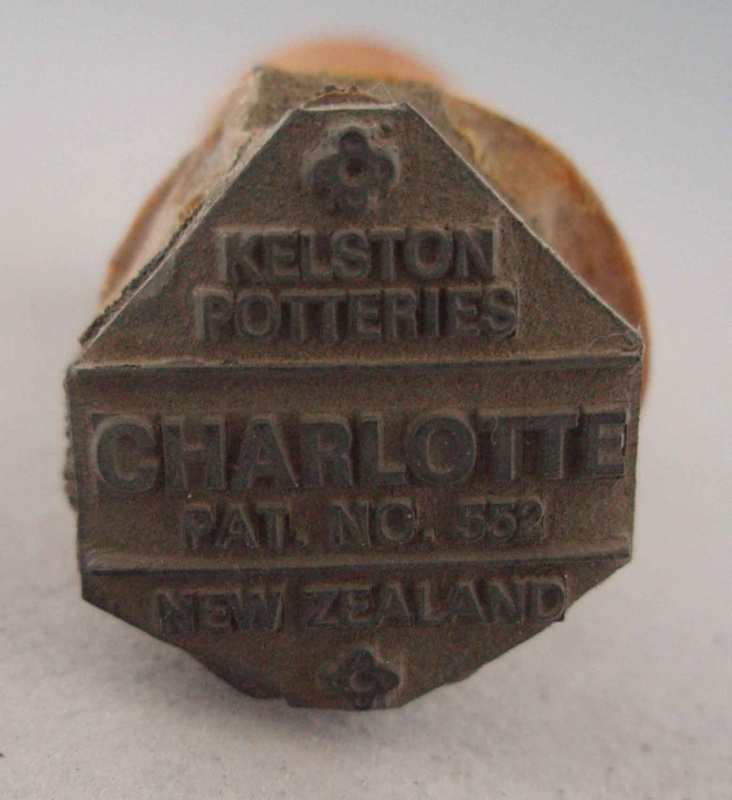 KELSTON
POTTERIES
CHARLOTTE
PAT. NO. 552
NEW ZEALAND